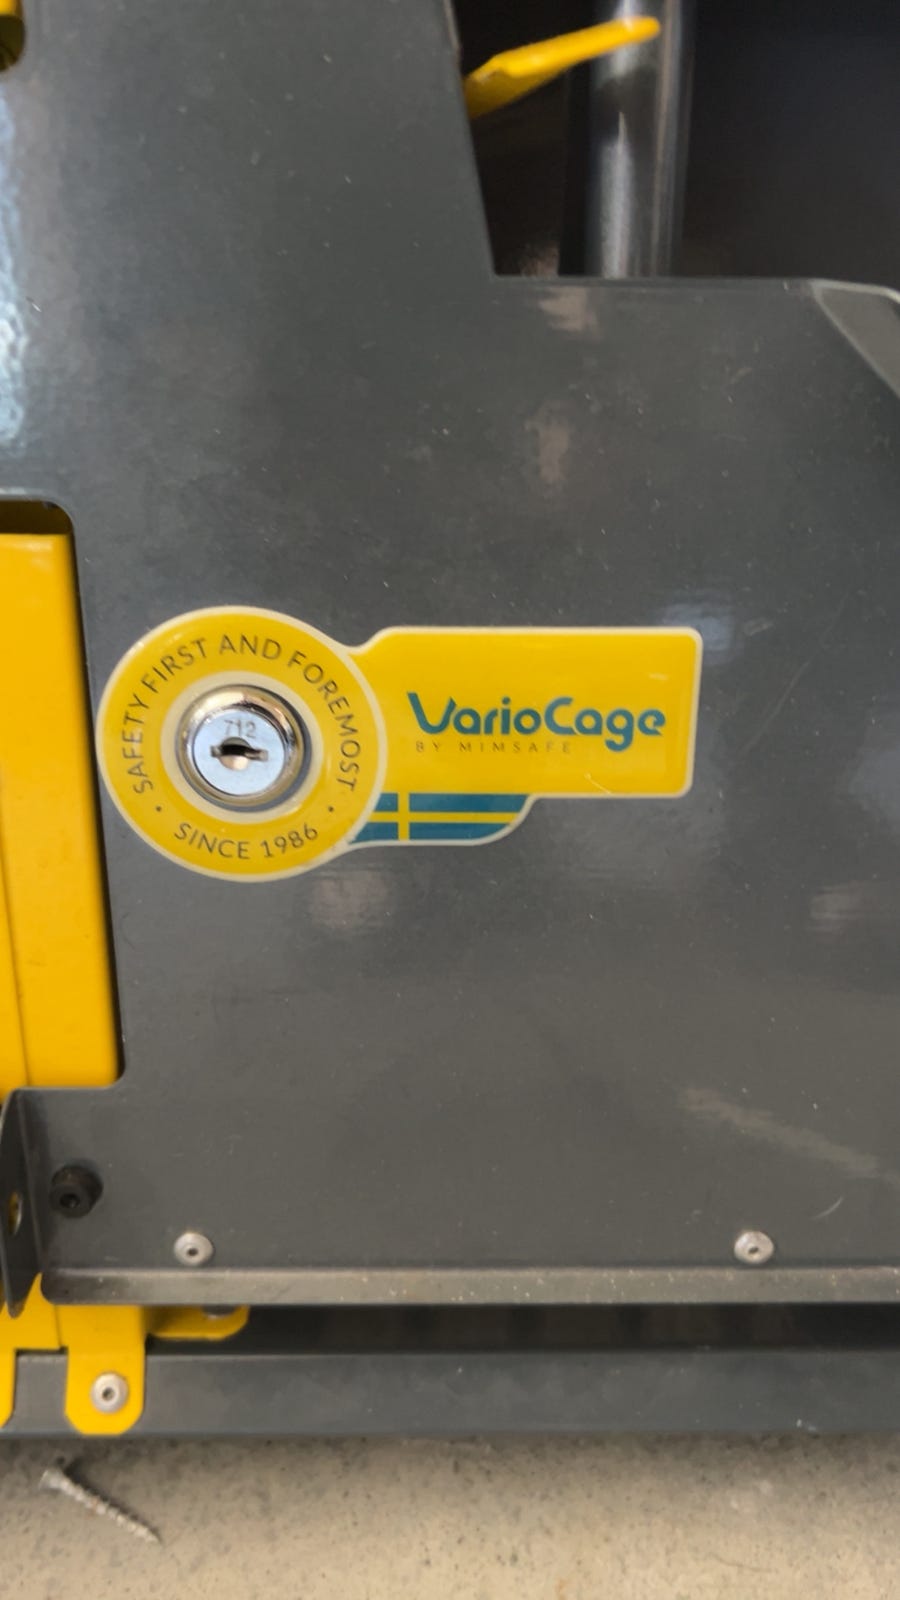 SAFETY FIRST AND FOREMOST
• SINCE 1986 •
712
VarioCage
BY MIMSAFE